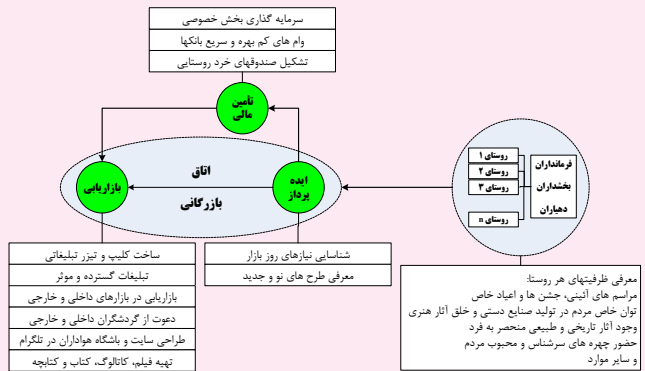 سرمایه گذاری بخش خصوصی
وام های کم بهره و سریع بانکها
تشکیل صندوقهای خرد روستایی
تأمین
مالی
فرمانداران
بخشداران
دهیاران
روستای ۱
روستای ۲
روستای ۳
روستای n
ایده
پرداز
اتاق
بازرگانی
بازاریابی
معرفی ظرفیتهای هر روستا:
مراسم های آئینی، جشن ها و اعیاد خاص
توان خاص مردم در تولید صنایع دستی و خلق آثار هنری
وجود آثار تاریخی و طبیعی منحصر به فرد
حضور چهره های سرشناس و محبوب مردم
و سایر موارد
شناسایی نیازهای روز بازار
معرفی طرح های نو و جدید
ساخت کلیپ و تیزر تبلیغاتی
تبلیغات گسترده و موثر
بازاریابی در بازارهای داخلی و خارجی
دعوت از گردشگران داخلی و خارجی
طراحی سایت و باشگاه هواداران در تلگرام
تهیه فیلم، کاتالوگ، کتاب و کتابچه